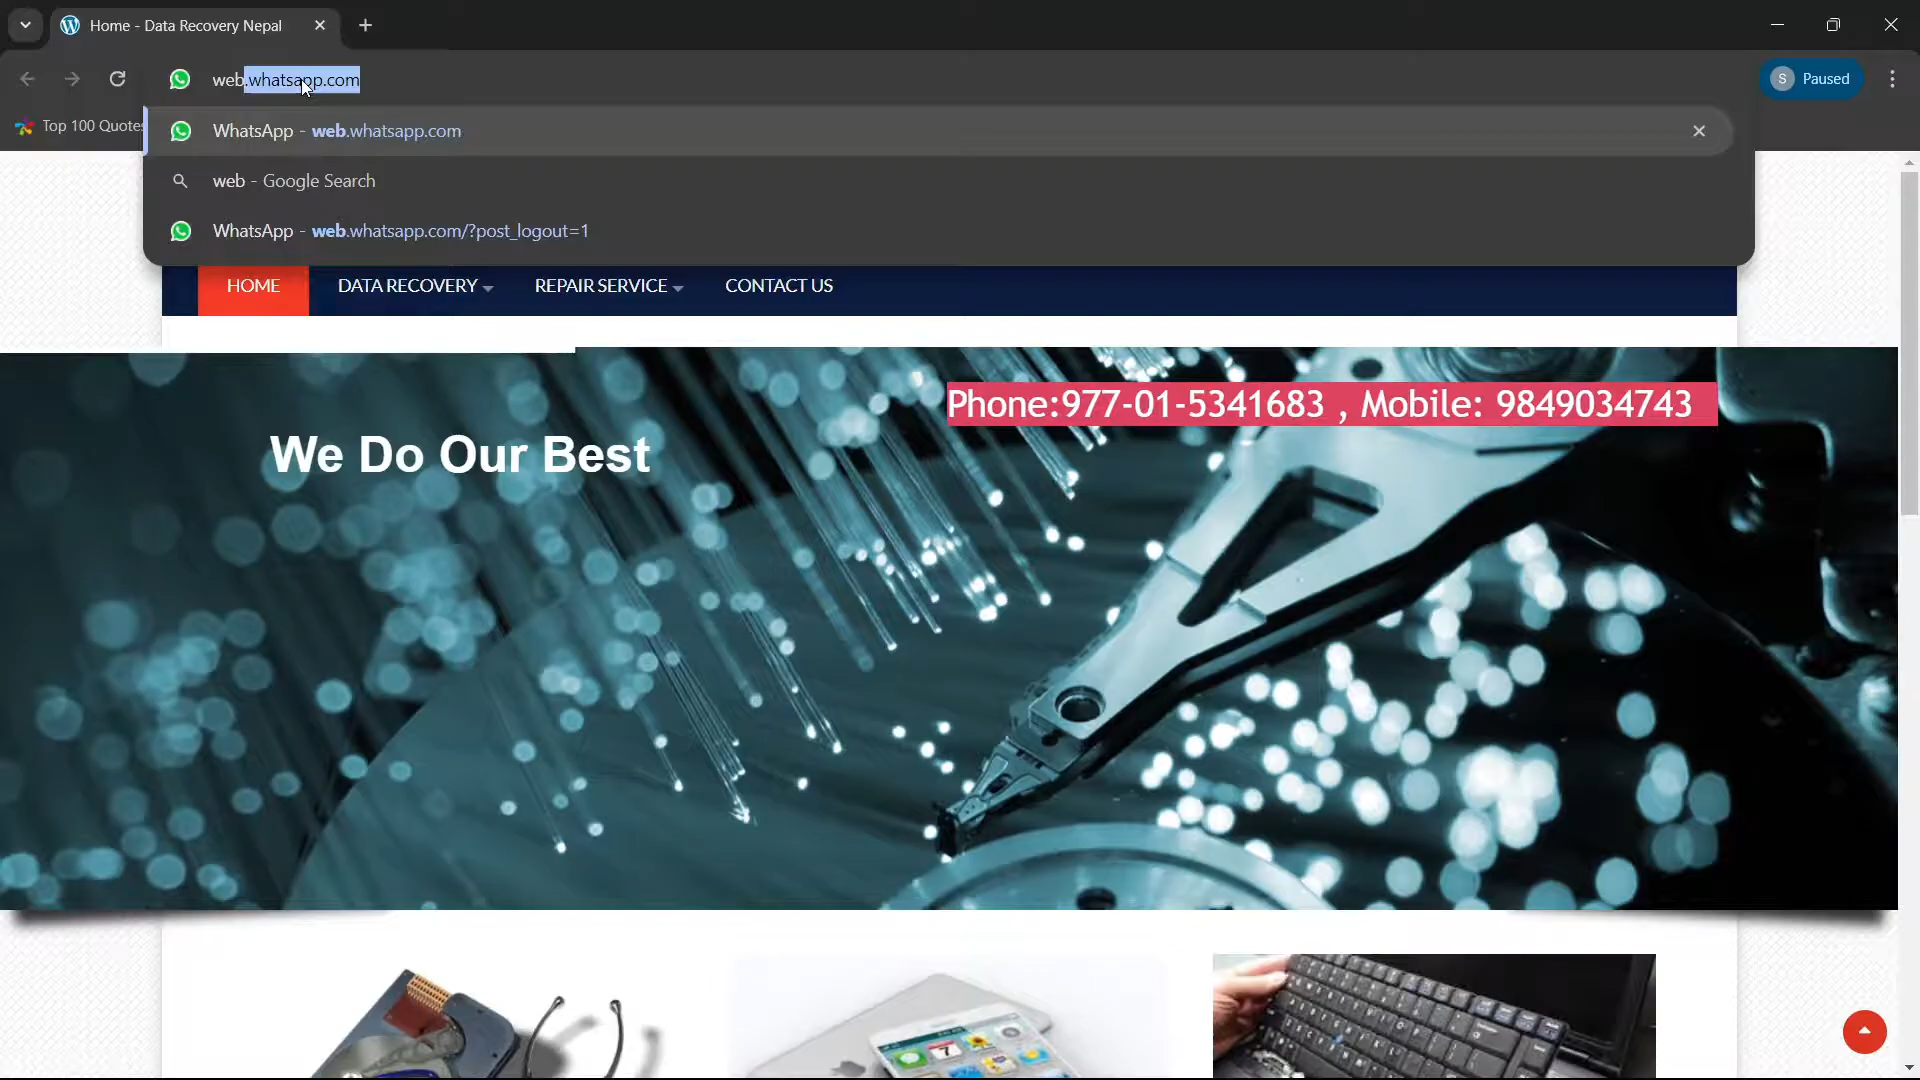 Home - Data Recovery Nepal
web.whatsapp.com
S Paused
Top 100 Quotes
WhatsApp - web.whatsapp.com
web - Google Search
WhatsApp - web.whatsapp.com/?post_logout=1
HOME DATA RECOVERY REPAIR SERVICE CONTACT US
Phone:977-01-5341683 , Mobile: 9849034743
We Do Our Best